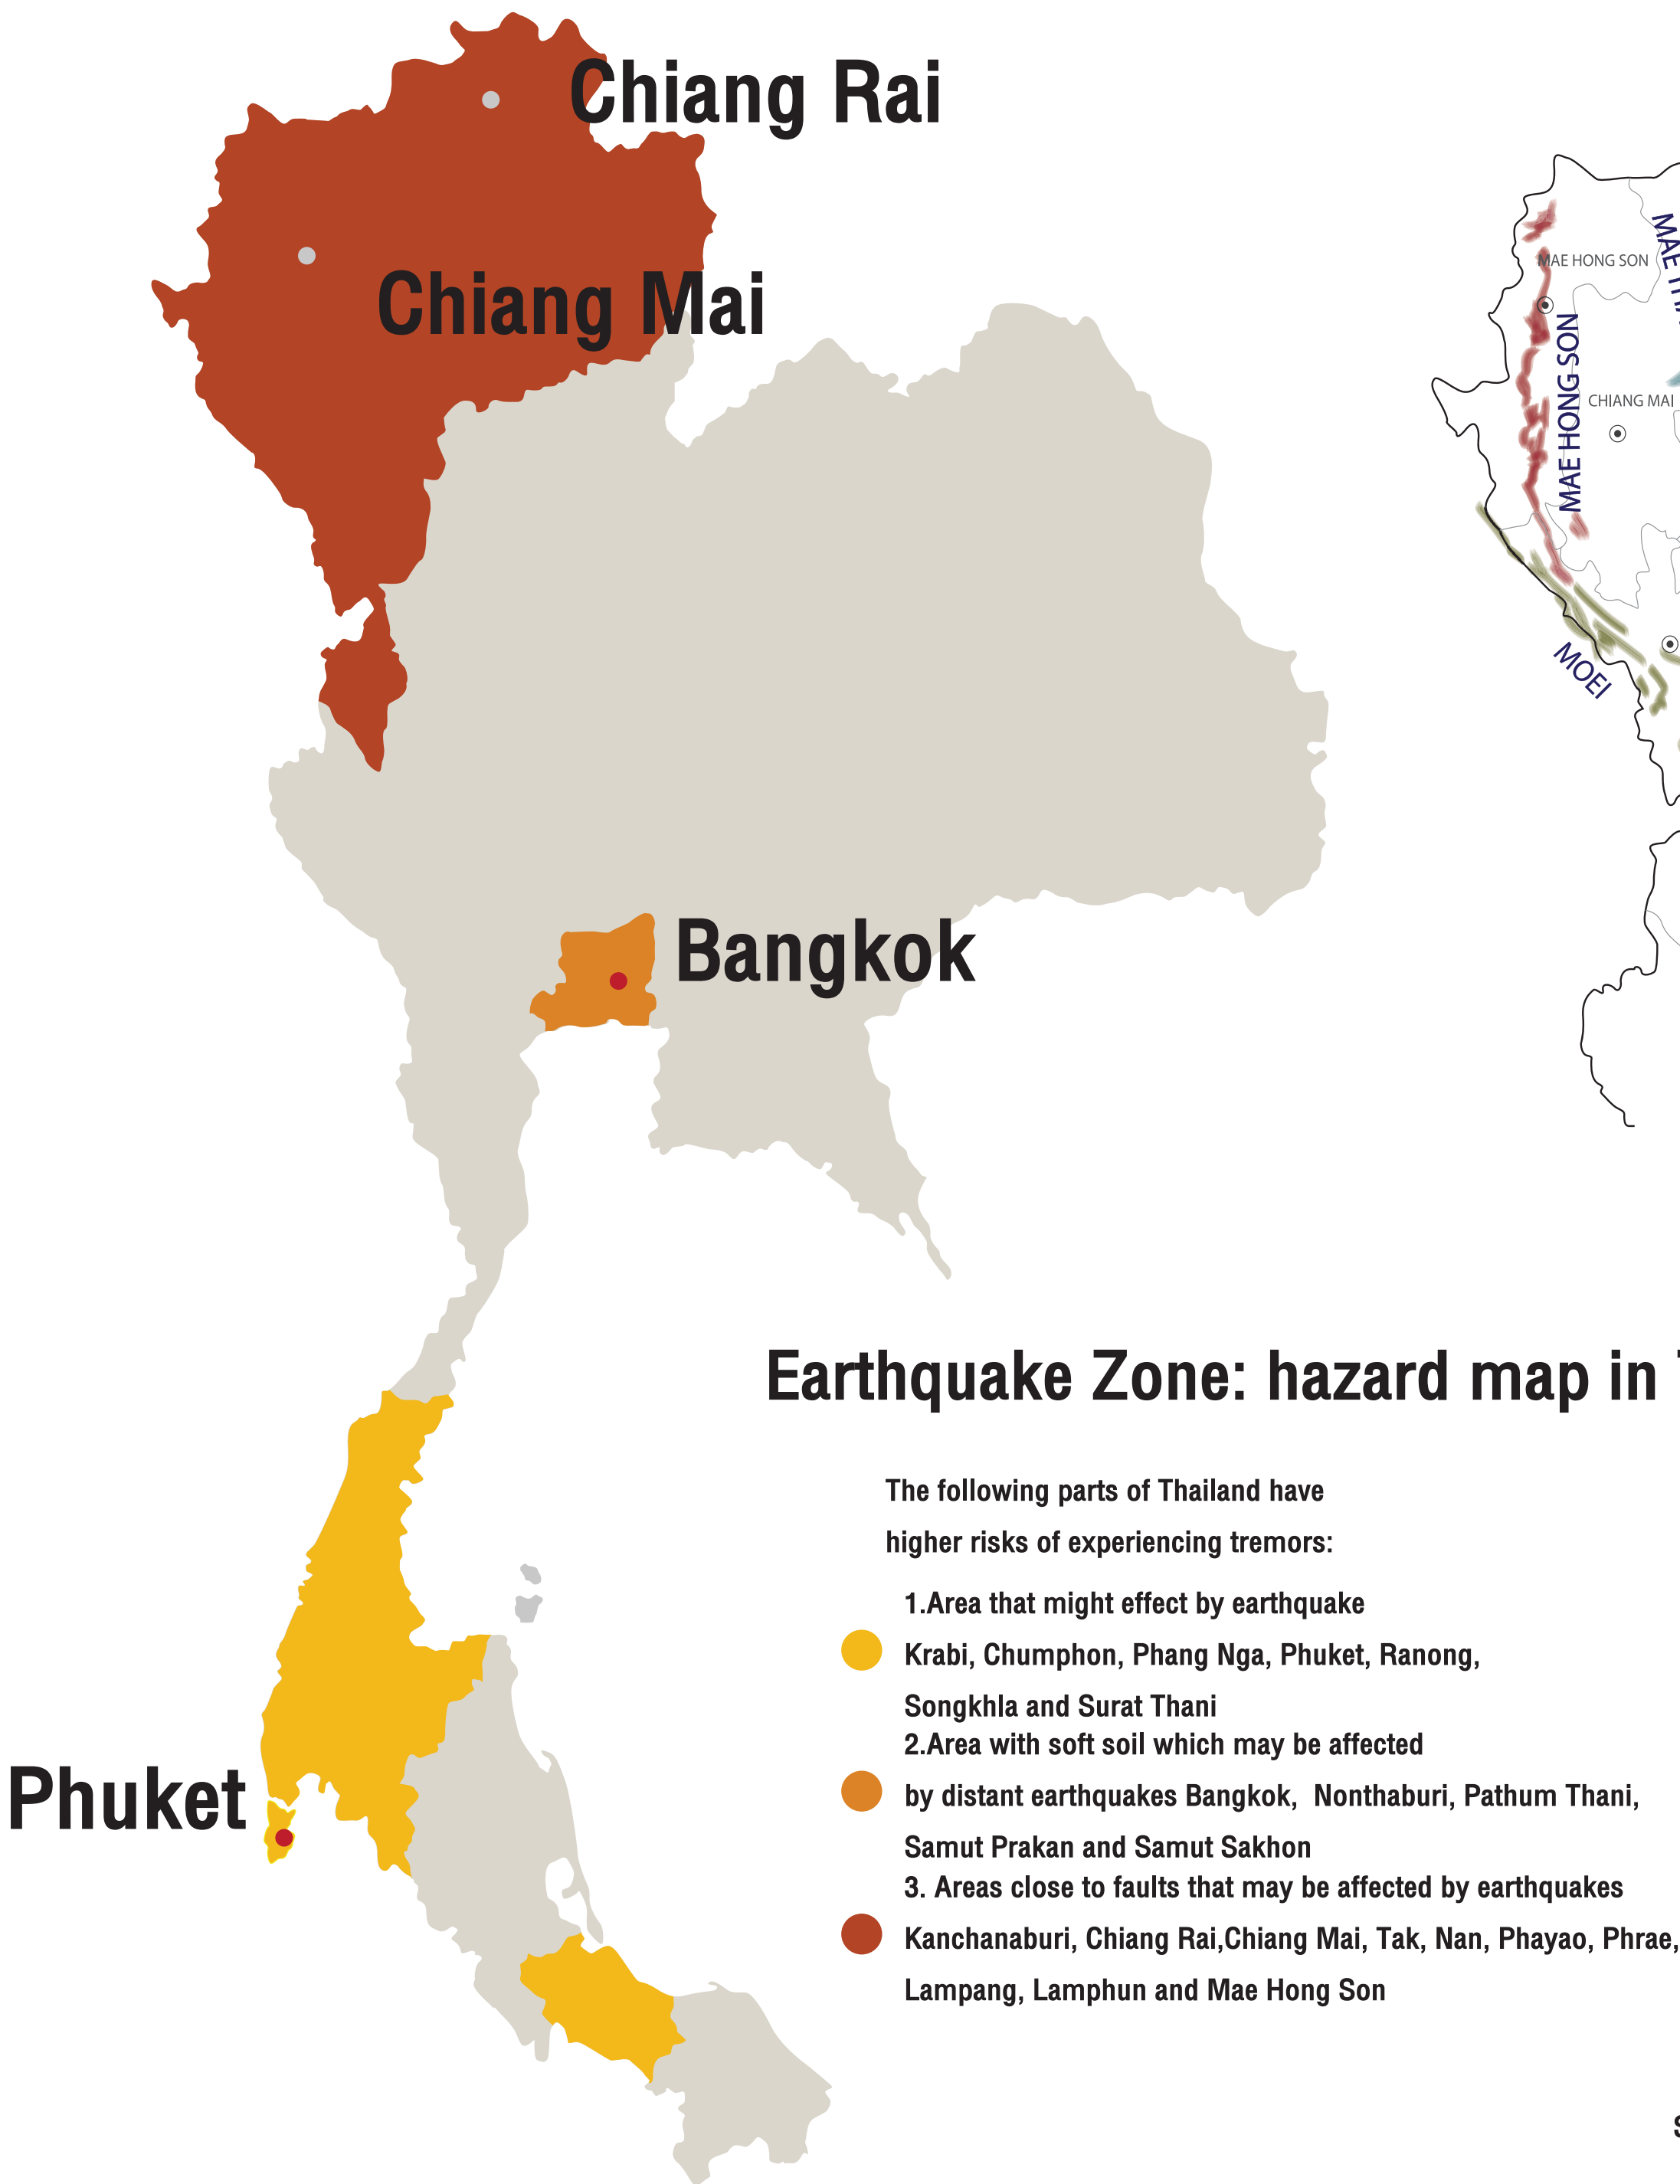 Chiang Rai
Chiang Mai
MAE HONG SON
MAE HONG SON
CHIANG MAI
MOEI
Bangkok
Phuket
Earthquake Zone: hazard map in
The following parts of Thailand have
higher risks of experiencing tremors:
1.Area that might effect by earthquake
Krabi, Chumphon, Phang Nga, Phuket, Ranong,
Songkhla and Surat Thani
2.Area with soft soil which may be affected
by distant earthquakes Bangkok,  Nonthaburi, Pathum Thani,
Samut Prakan and Samut Sakhon
3. Areas close to faults that may be affected by earthquakes
Kanchanaburi, Chiang Rai,Chiang Mai, Tak, Nan, Phayao, Phrae,
Lampang, Lamphun and Mae Hong Son